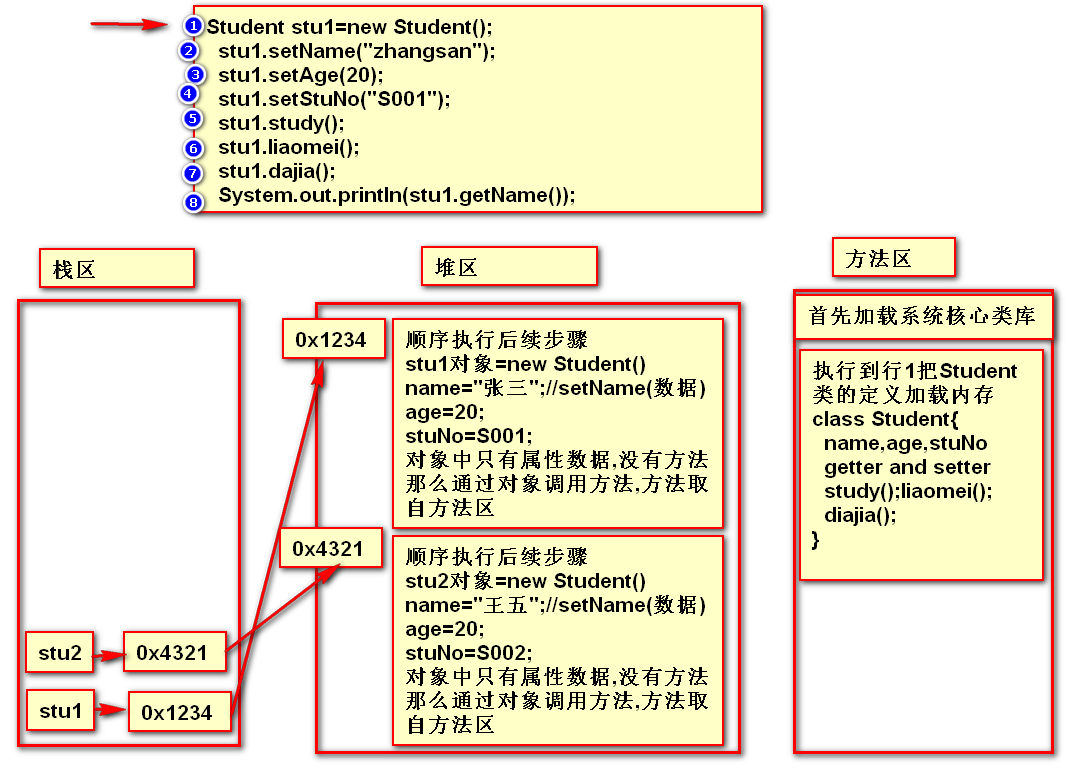 1 Student stu1=new Student();
2 stu1.setName("zhangsan");
3 stu1.setAge(20);
4 stu1.setStuNo("S001");
5 stu1.study();
6 stu1.liaomei();
7 stu1.dajia();
8 System.out.println(stu1.getName());
栈区
堆区
方法区
stu2
0x4321
stu1
0x1234
0x1234
顺序执行后续步骤
stu1对象=new Student()
name="张三";//setName(数据)
age=20;
stuNo=S001;
对象中只有属性数据,没有方法
那么通过对象调用方法,方法取
自方法区
0x4321
顺序执行后续步骤
stu2对象=new Student()
name="王五";//setName(数据)
age=20;
stuNo=S002;
对象中只有属性数据,没有方法
那么通过对象调用方法,方法取
自方法区
首先加载系统核心类库
执行到行1把Student
类的定义加载内存
class Student{
name,age,stuNo
getter and setter
study();liaomei();
diajia();
}